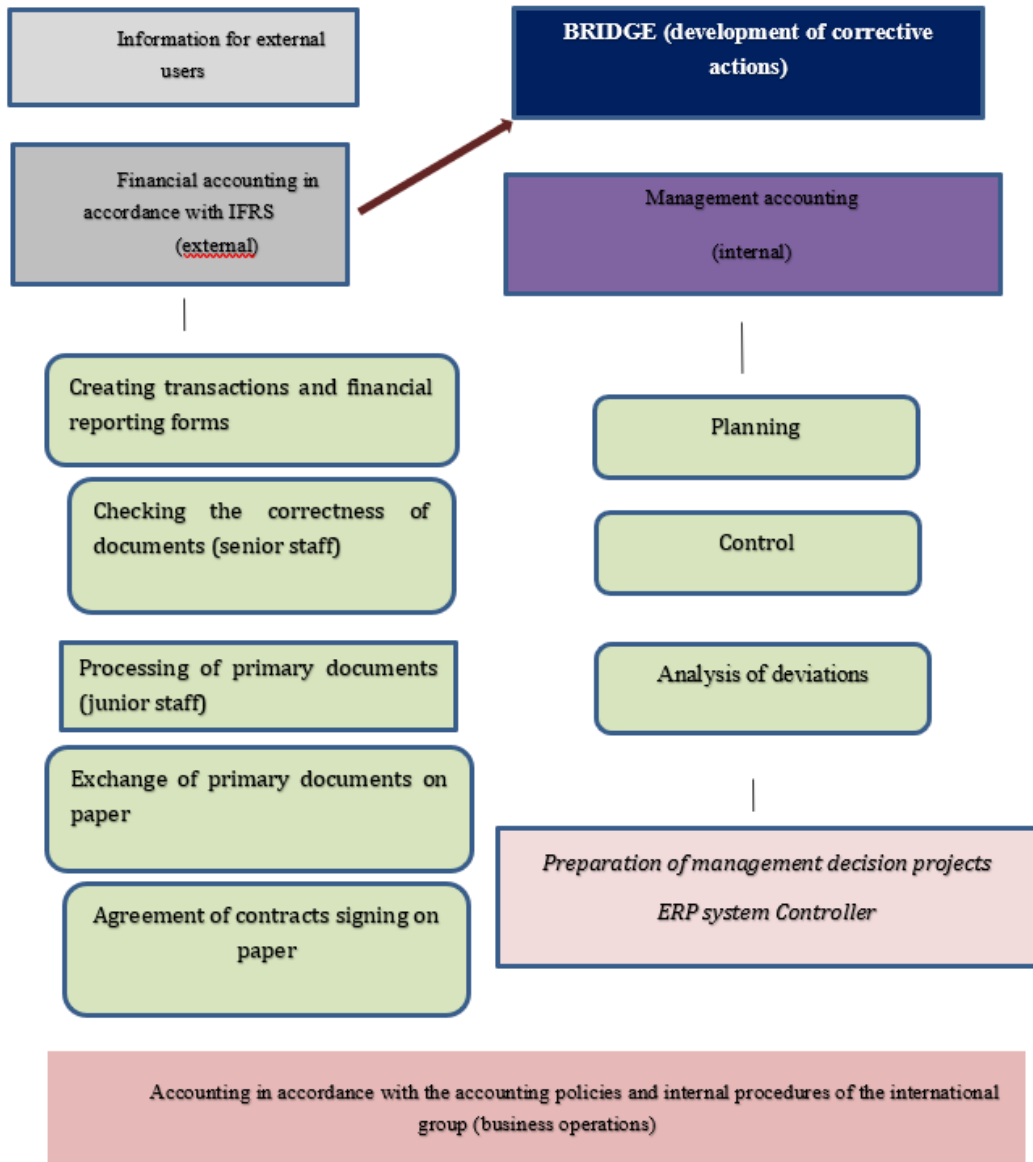 Information for external
users
BRIDGE (development of corrective
actions)
Financial accounting in
accordance with IFRS
(external)
Management accounting
(internal)
Creating transactions and financial
reporting forms
Checking the correctness of
documents (senior staff)
Processing of primary documents
(junior staff)
Exchange of primary documents on
paper
Agreement of contracts signing on
paper
Planning
Control
Analysis of deviations
Preparation of management decision projects
ERP system Controller
Accounting in accordance with the accounting policies and internal procedures of the international
group (business operations)